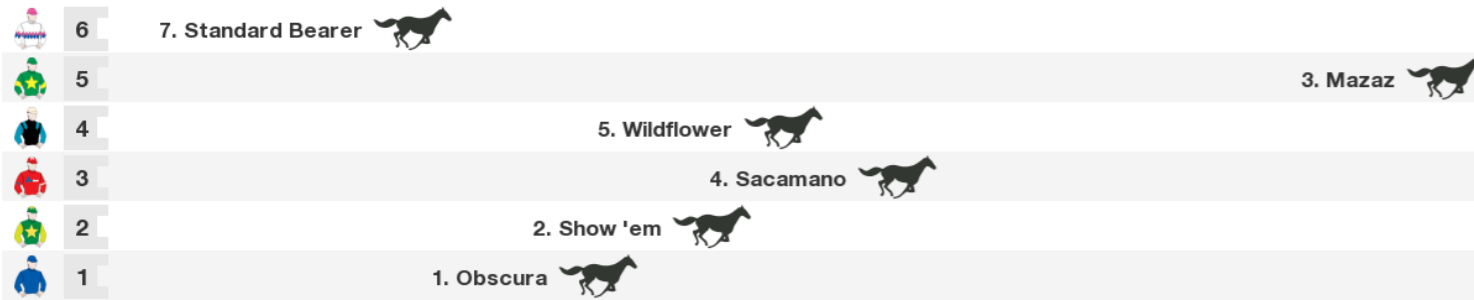 6 7. Standard Bearer
5 3. Mazaz
4 5. Wildflower
3 4. Sacamano
2 2. Show 'em
1 1. Obscura